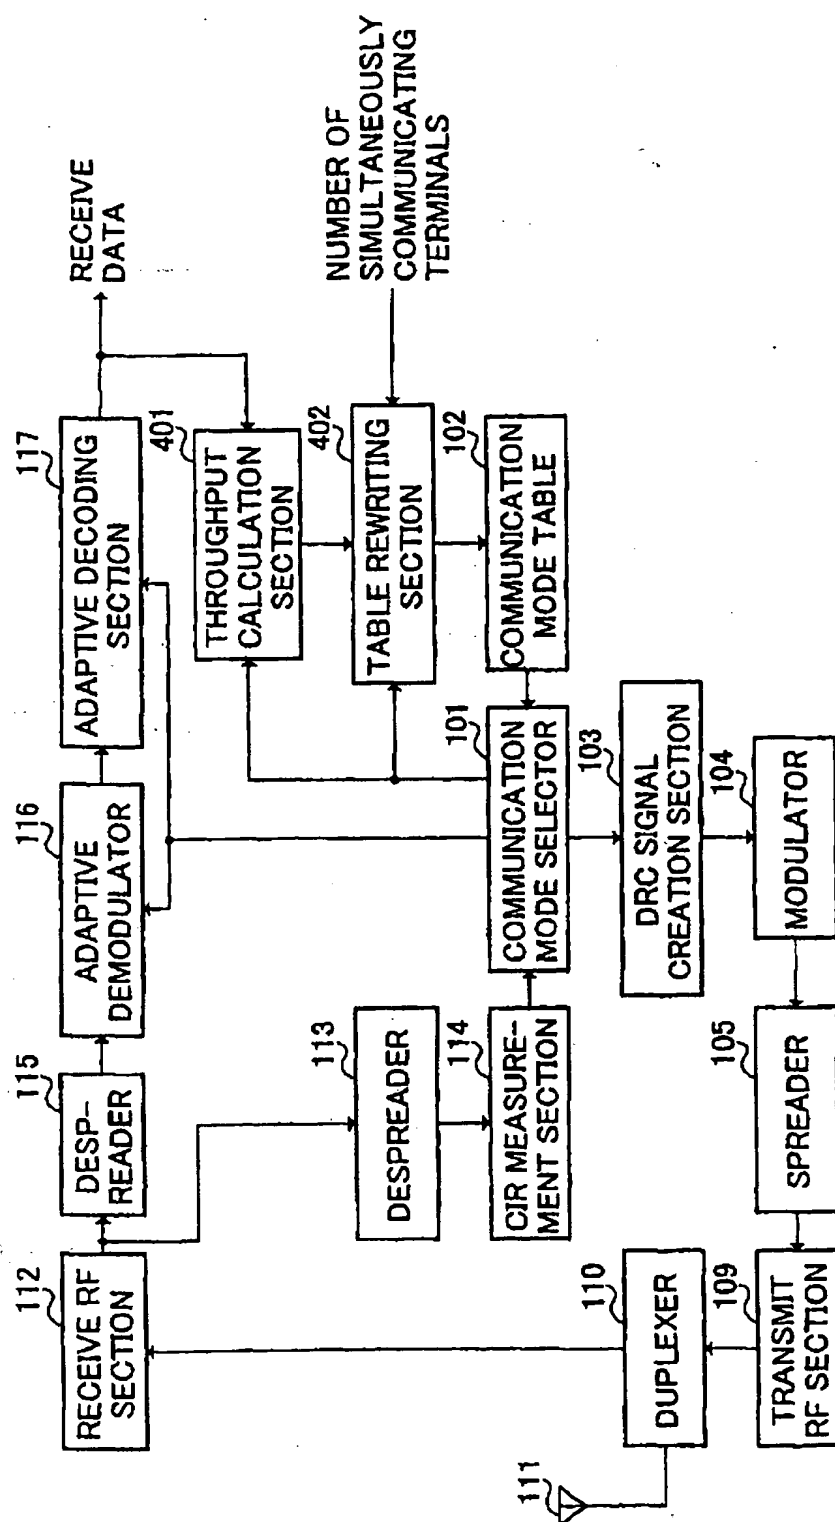 112
RECEIVE RF
SECTION
115
DESP-
READER
116
ADAPTIVE
DEMODULATOR
117
ADAPTIVE DECODING
SECTION
RECEIVE
DATA
401
THROUGHPUT
CALCULATION
SECTION
NUMBER OF
SIMULTANEOUSLY
COMMUNICATING
TERMINALS
113
DESPREADER
402
TABLE REWRITING
SECTION
114
CIR MEASURE-
MENT SECTION
101
COMMUNICATION
MODE SELECTOR
102
COMMUNICATION
MODE TABLE
111
110
DUPLEXER
103
DRC SIGNAL
CREATION SECTION
109
TRANSMIT
RF SECTION
105
SPREADER
104
MODULATOR